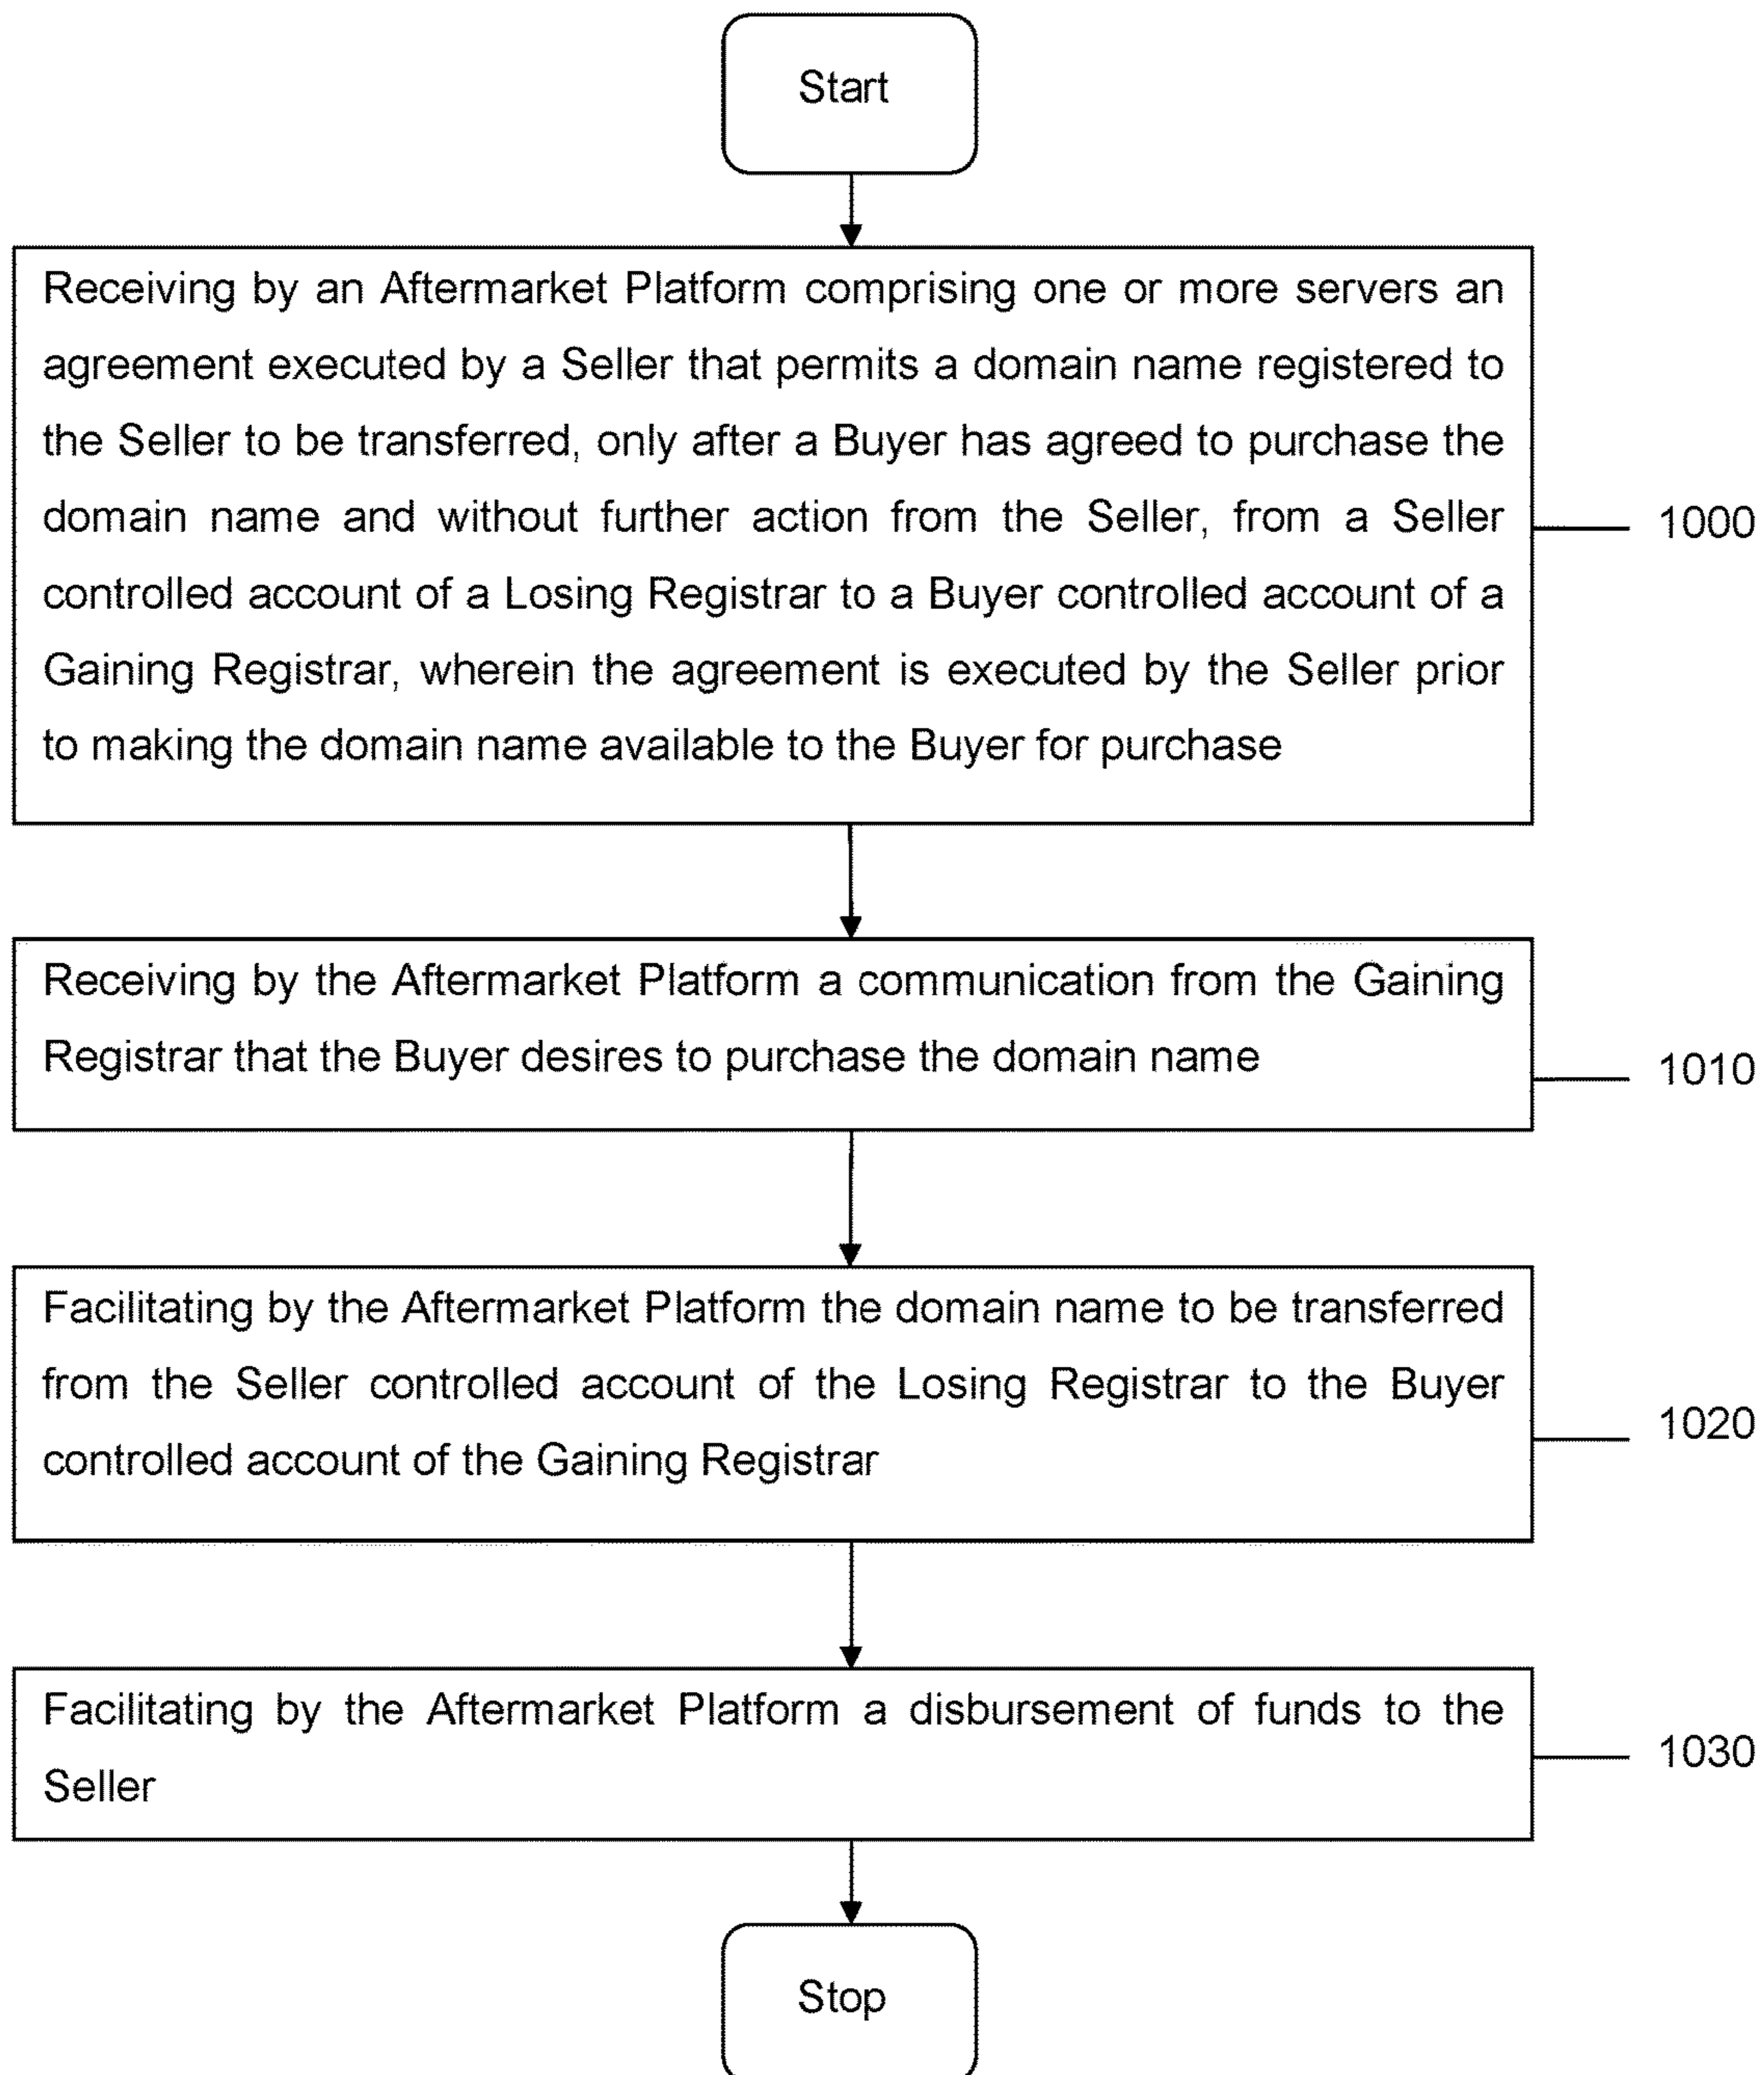 Start
Receiving by an Aftermarket Platform comprising one or more servers an
agreement executed by a Seller that permits a domain name registered to
the Seller to be transferred, only after a Buyer has agreed to purchase the
domain name and without further action from the Seller, from a Seller
controlled account of a Losing Registrar to a Buyer controlled account of a
Gaining Registrar, wherein the agreement is executed by the Seller prior
to making the domain name available to the Buyer for purchase
1000
Receiving by the Aftermarket Platform a communication from the Gaining
Registrar that the Buyer desires to purchase the domain name
1010
Facilitating by the Aftermarket Platform the domain name to be transferred
from the Seller controlled account of the Losing Registrar to the Buyer
controlled account of the Gaining Registrar
1020
Facilitating by the Aftermarket Platform a disbursement of funds to the
Seller
1030
Stop